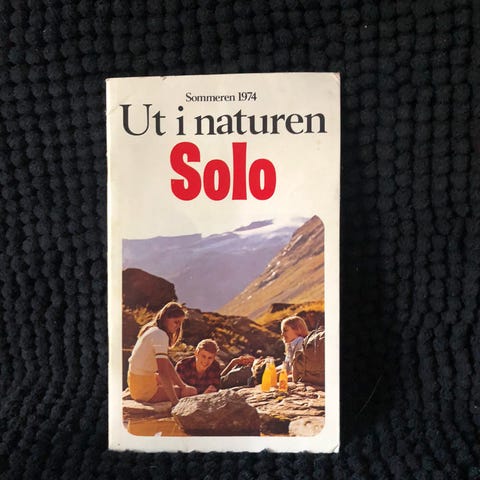 Sommeren 1974
Ut i naturen
Solo